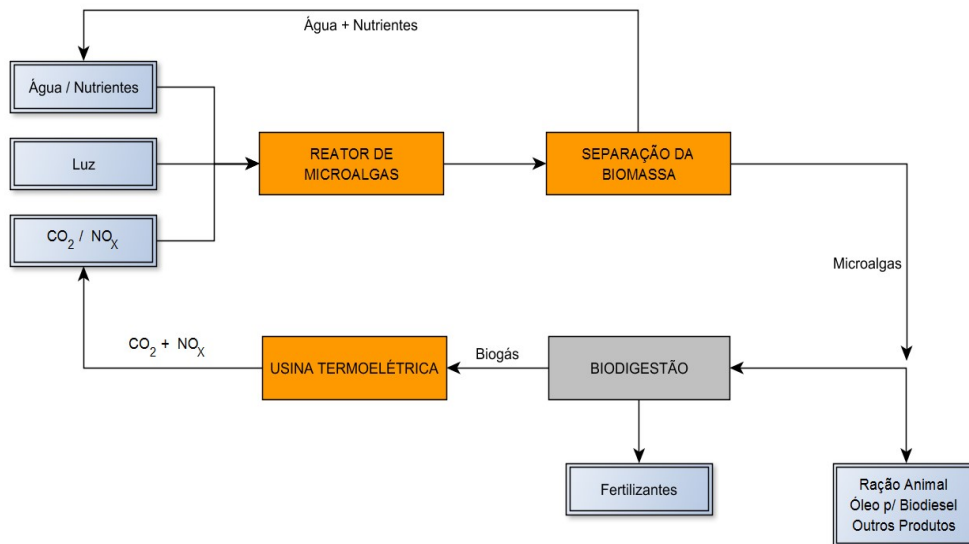 Água + Nutrientes
Água / Nutrientes
Luz
CO2 / NOX
REATOR DE
MICROALGAS
SEPARAÇÃO DA
BIOMASSA
Microalgas
CO2 + NOX
USINA TERMOELÉTRICA
Biogás
BIODIGESTÃO
Fertilizantes
Ração Animal
Óleo p/ Biodiesel
Outros Produtos